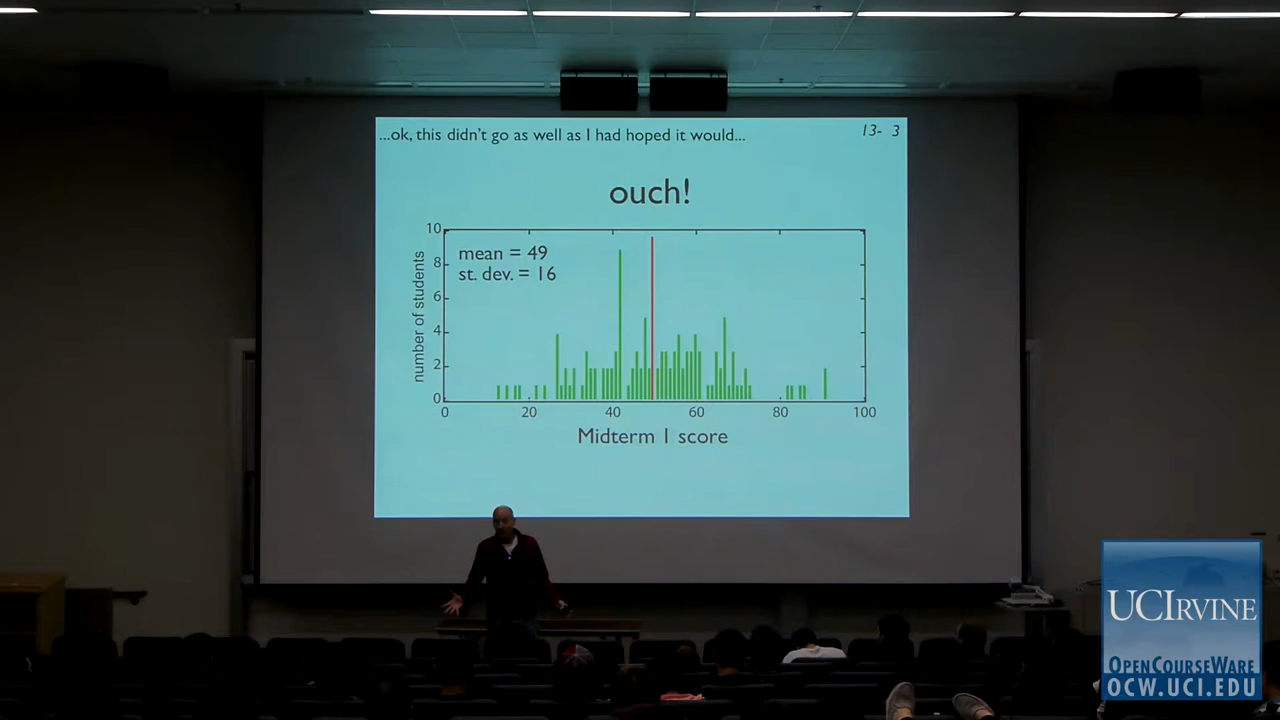 ...ok, this didn't go as well as I had hoped it would...
13- 3
ouch!
mean = 49
st. dev. = 16
number of students
10
8
6
4
2
0
0 20 40 60 80 100
Midterm 1 score
UCIRVINE
OPENCOURSEWARE
OCW.UCI.EDU